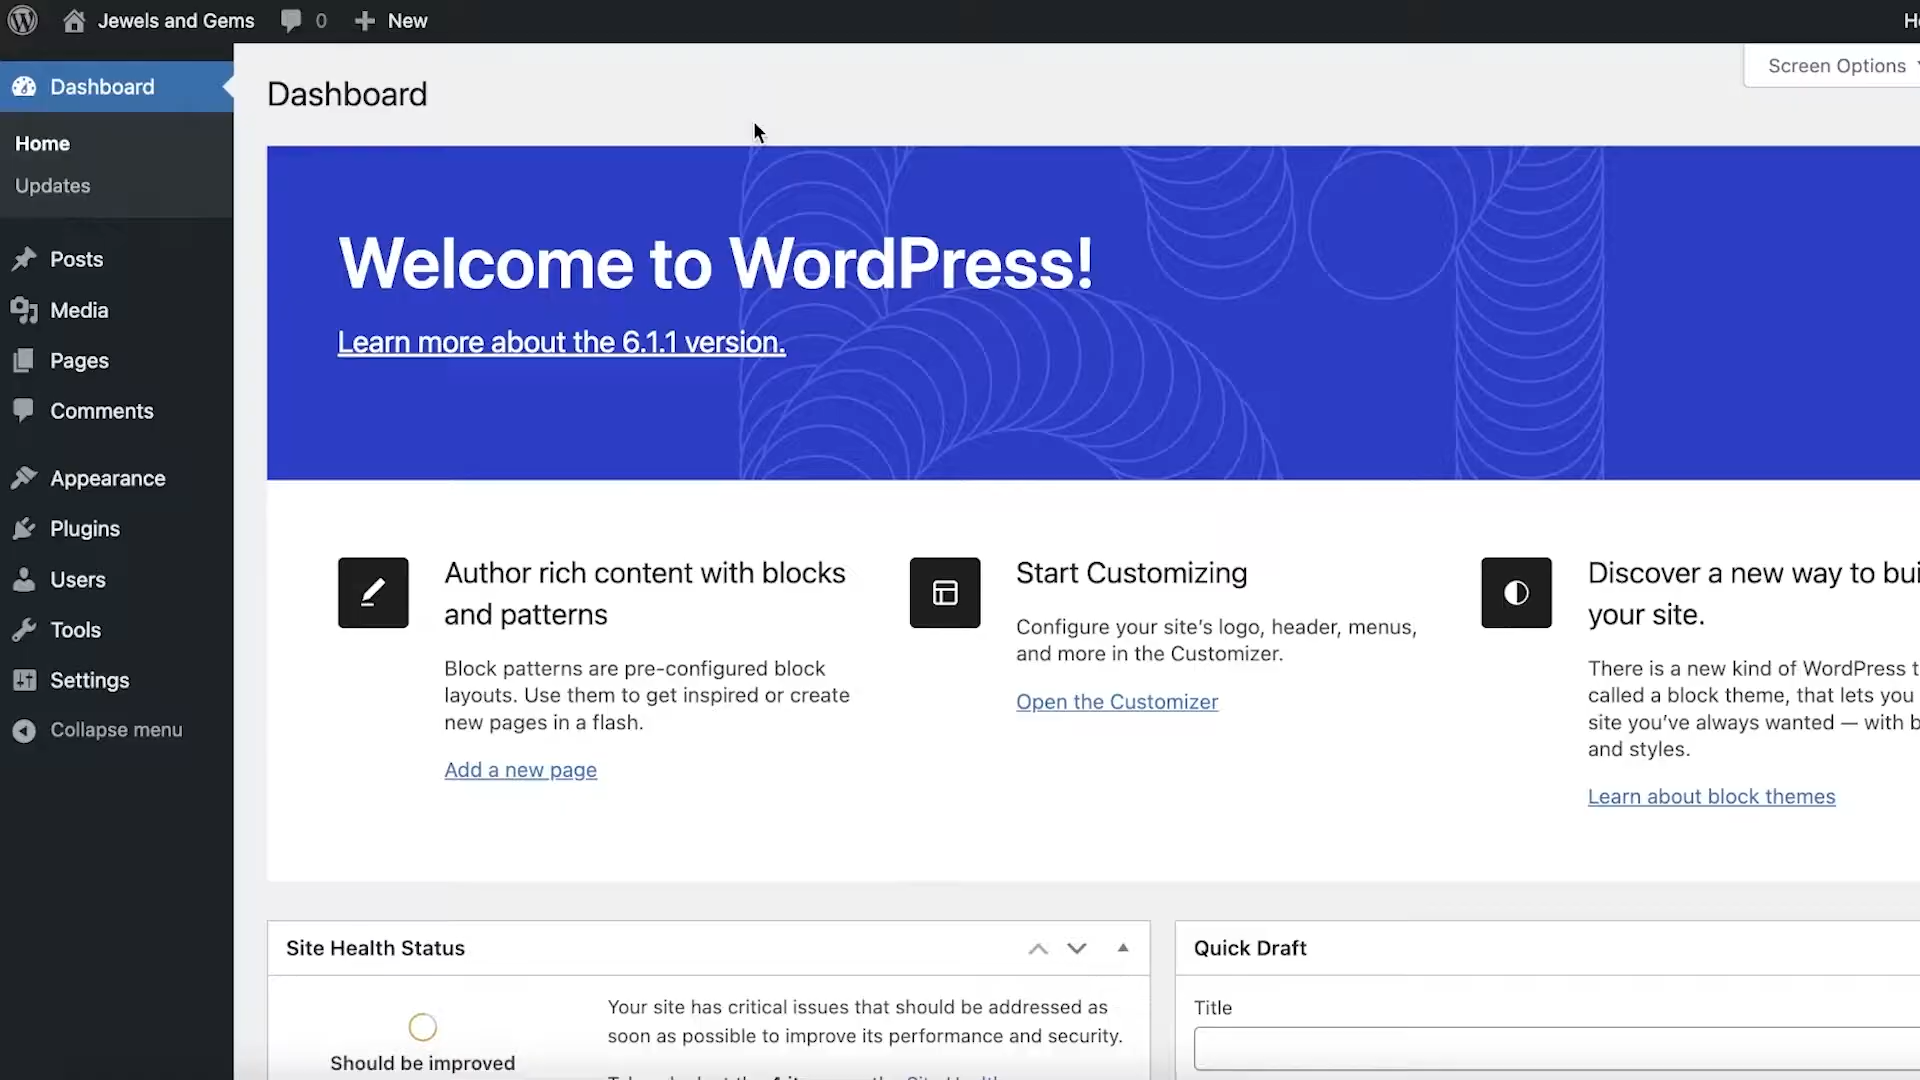 Jewels and Gems 0 New
Screen Options
Dashboard
Home
Updates
Posts
Media
Pages
Comments
Appearance
Plugins
Users
Tools
Settings
Collapse menu
Dashboard
Welcome to WordPress!
Learn more about the 6.1.1 version.
Author rich content with blocks
and patterns
Block patterns are pre-configured block
layouts. Use them to get inspired or create
new pages in a flash.
Add a new page
Start Customizing
Configure your site’s logo, header, menus,
and more in the Customizer.
Open the Customizer
Discover a new way to
your site.
There is a new kind of WordPress
called a block theme, that lets you
site you’ve always wanted — with
and styles.
Learn about block themes
Site Health Status
Should be improved
Your site has critical issues that should be addressed as
soon as possible to improve its performance and security.
Quick Draft
Title